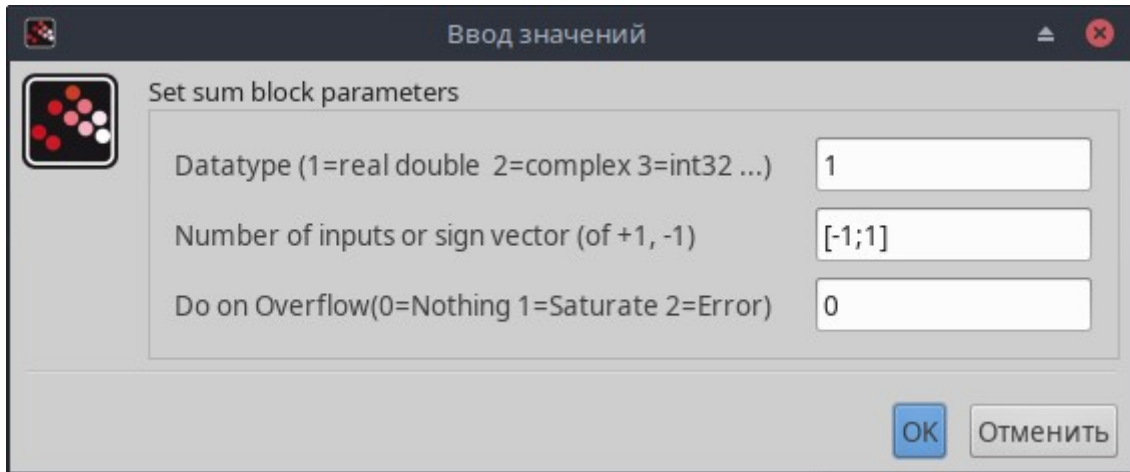 Ввод значений
Set sum block parameters
Datatype (1=real double  2=complex 3=int32 ...) 1
Number of inputs or sign vector (of +1, -1) [-1;1]
Do on Overflow(0=Nothing 1=Saturate 2=Error) 0
OK Отменить